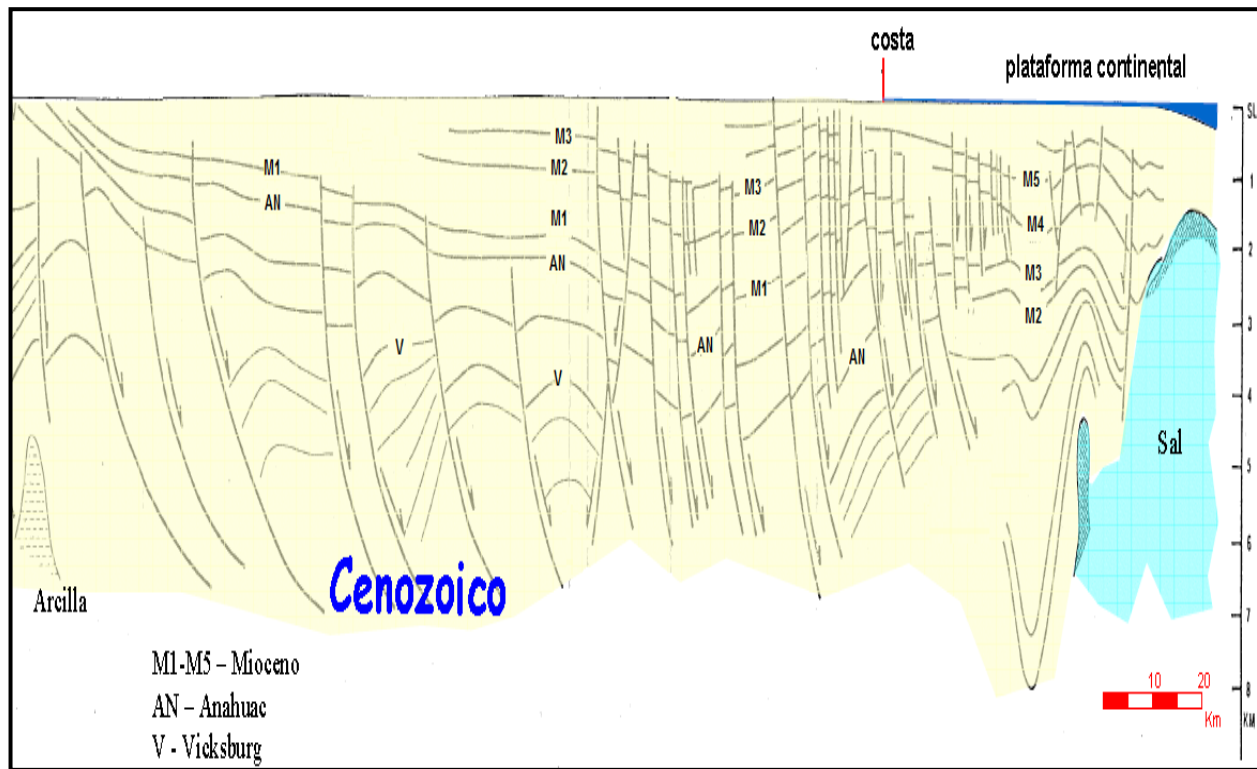 costa
plataforma continental
SL
M3
M2
M1
AN
M1
AN
V
V
M3
M2
M1
AN
AN
M5
M4
M3
M2
1
2
3
4
5
6
7
8
KM
Sal
Arcilla
Cenozoico
M1-M5 – Mioceno
AN – Anahuac
V - Vicksburg
10 20
Km